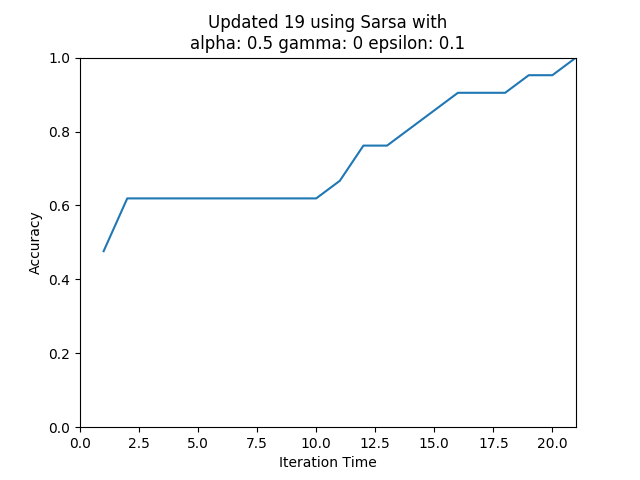 Updated 19 using Sarsa with
alpha: 0.5 gamma: 0 epsilon: 0.1
1.0
0.8
0.6
0.4
0.2
0.0
Accuracy
0.0 2.5 5.0 7.5 10.0 12.5 15.0 17.5 20.0
Iteration Time